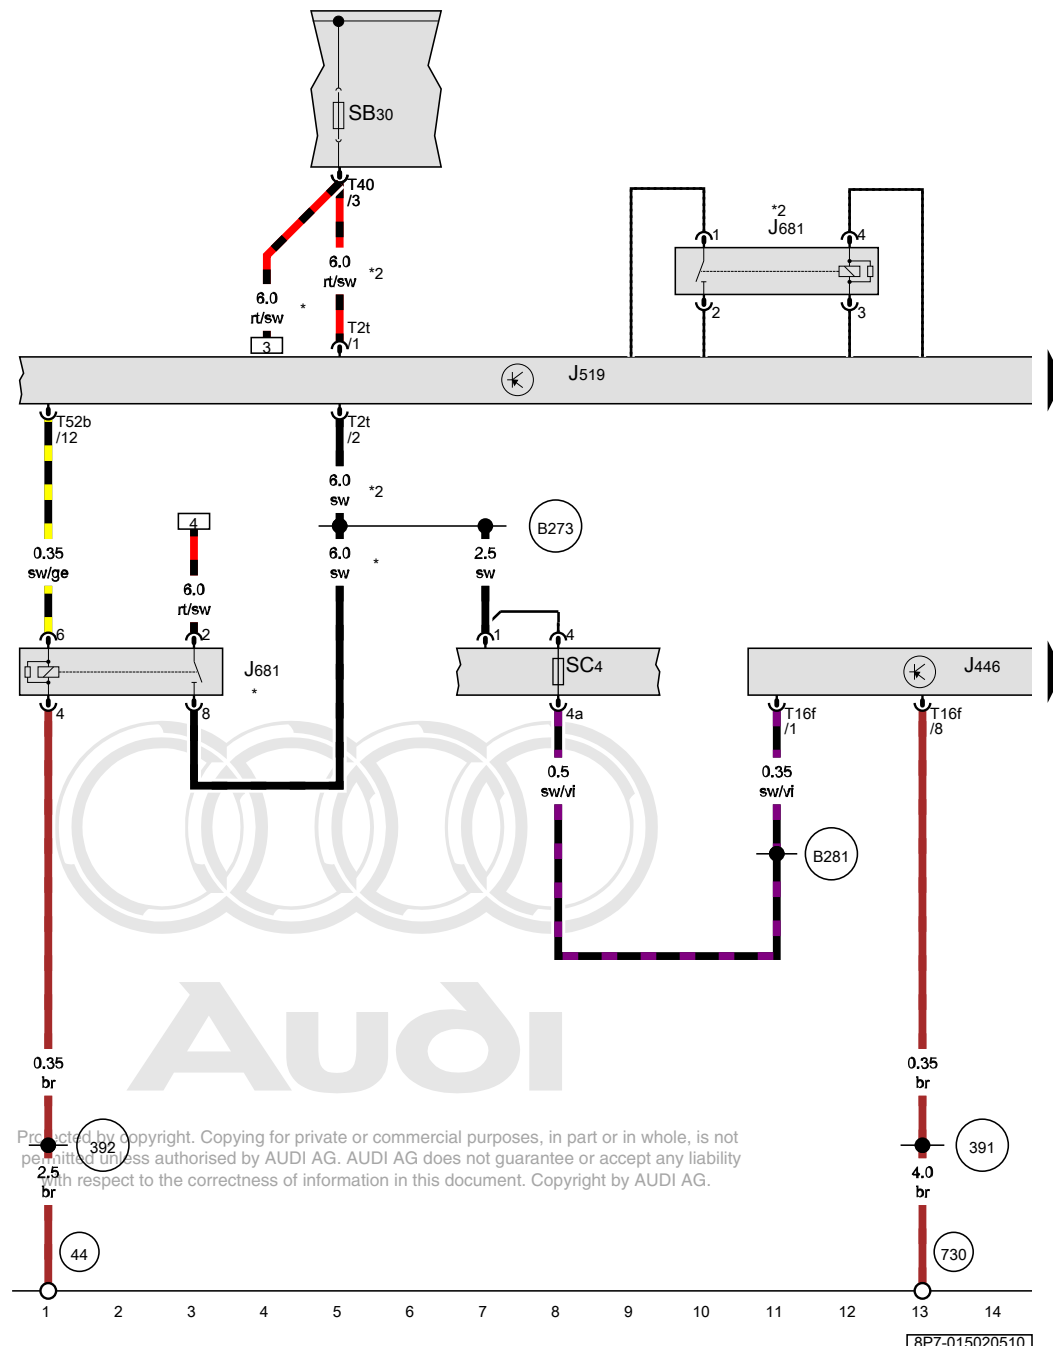 SB30
T40
/3
*2
J681
1
4
6.0
rt/sw
*2
6.0
rt/sw
*
2
3
T2t
/1
3
J519
T52b
/12
T2t
/2
6.0
sw
*2
4
B273
0.35
sw/ge
6.0
sw
*
2.5
sw
6.0
rt/sw
6
2
1
4
J681
*
SC4
J446
4
8
4a
T16f
/1
T16f
/8
0.5
sw/vi
0.35
sw/vi
B281
Audi
0.35
br
0.35
br
392
391
Protected by copyright. Copying for private or commercial purposes, in part or in whole, is not
permitted unless authorised by AUDI AG. AUDI AG does not guarantee or accept any liability
with respect to the correctness of information in this document. Copyright by AUDI AG.
2.5
br
4.0
br
44
730
1 2 3 4 5 6 7 8 9 10 11 12 13 14
8P7-015020510